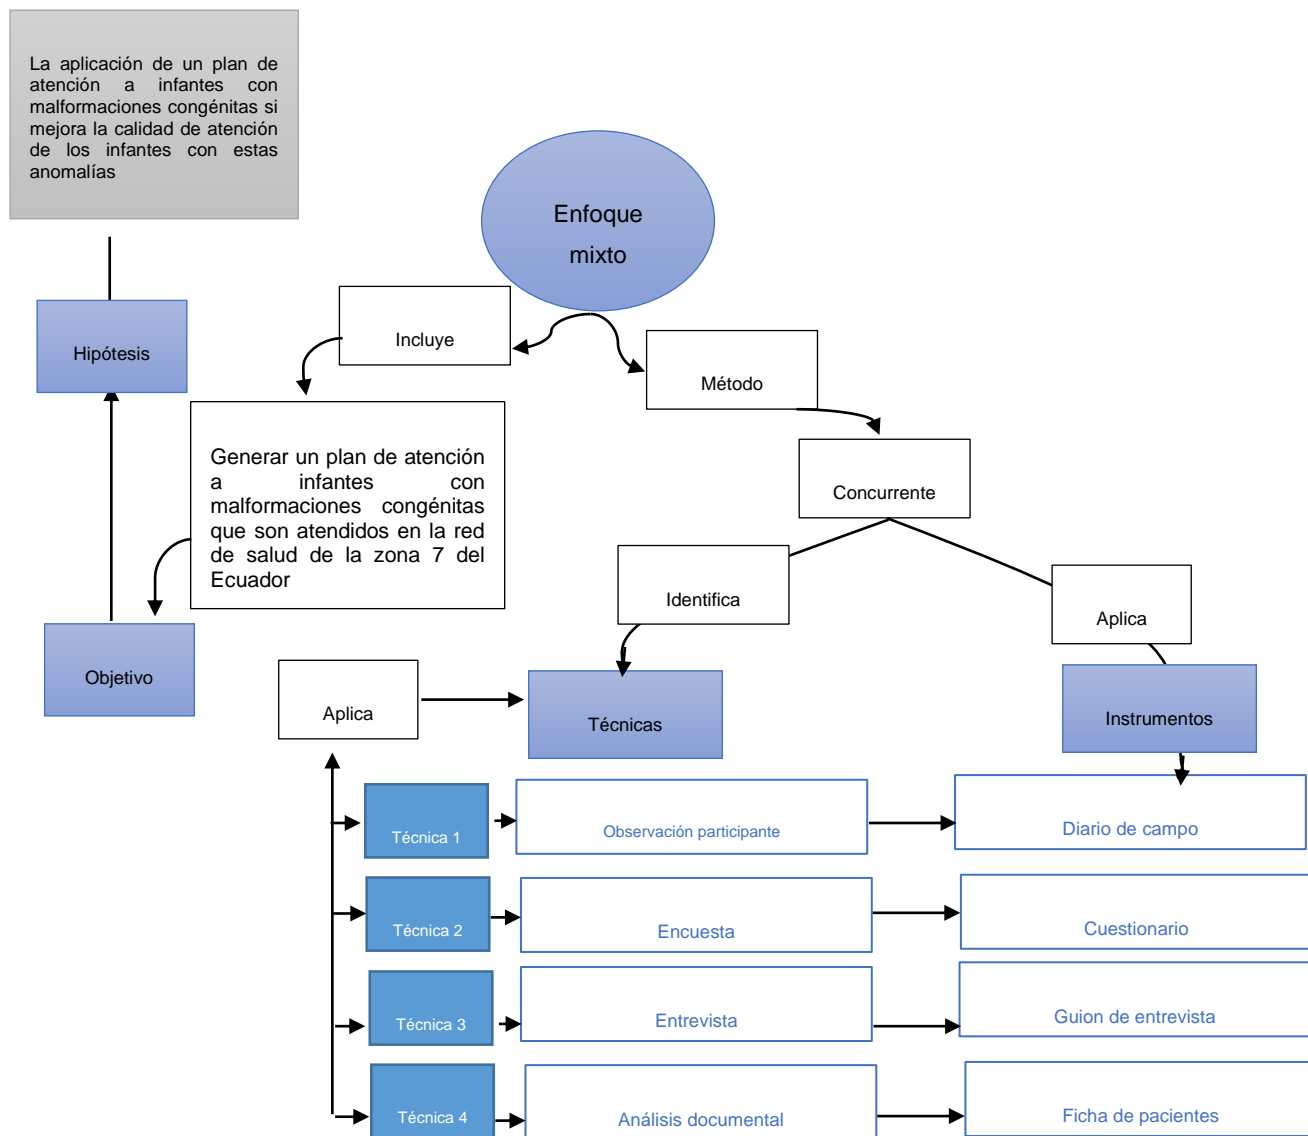 La aplicación de un plan de
atención a infantes con
malformaciones congénitas si
mejora la calidad de atención
de los infantes con estas
anomalías
Enfoque
mixto
Hipótesis
Incluye
Método
Generar un plan de atención
a infantes con
malformaciones congénitas
que son atendidos en la red
de salud de la zona 7 del
Ecuador
Concurrente
Identifica
Aplica
Objetivo
Aplica
Técnicas
Instrumentos
Técnica 1
Observación participante
Diario de campo
Técnica 2
Encuesta
Cuestionario
Técnica 3
Entrevista
Guion de entrevista
Técnica 4
Análisis documental
Ficha de pacientes